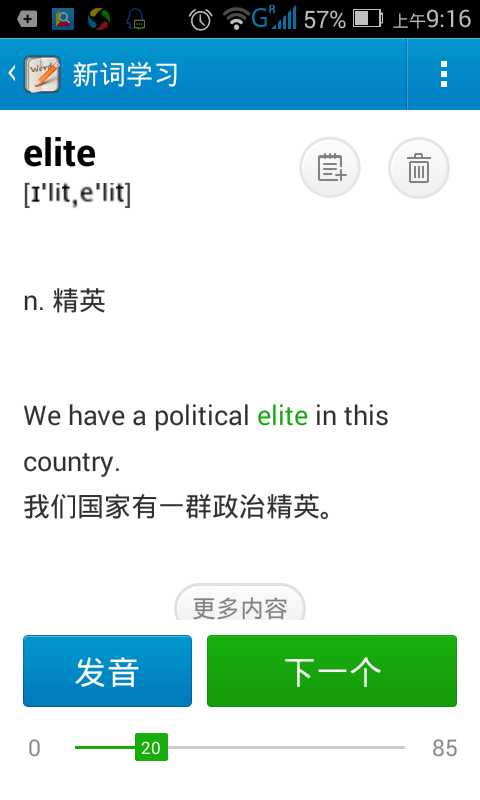 57% 上午9:16
新词学习
elite
[ɪ'lit,e'lit]
n. 精英
We have a political elite in this
country.
我们国家有一群政治精英。
更多内容
发音 下一个
0 20 85